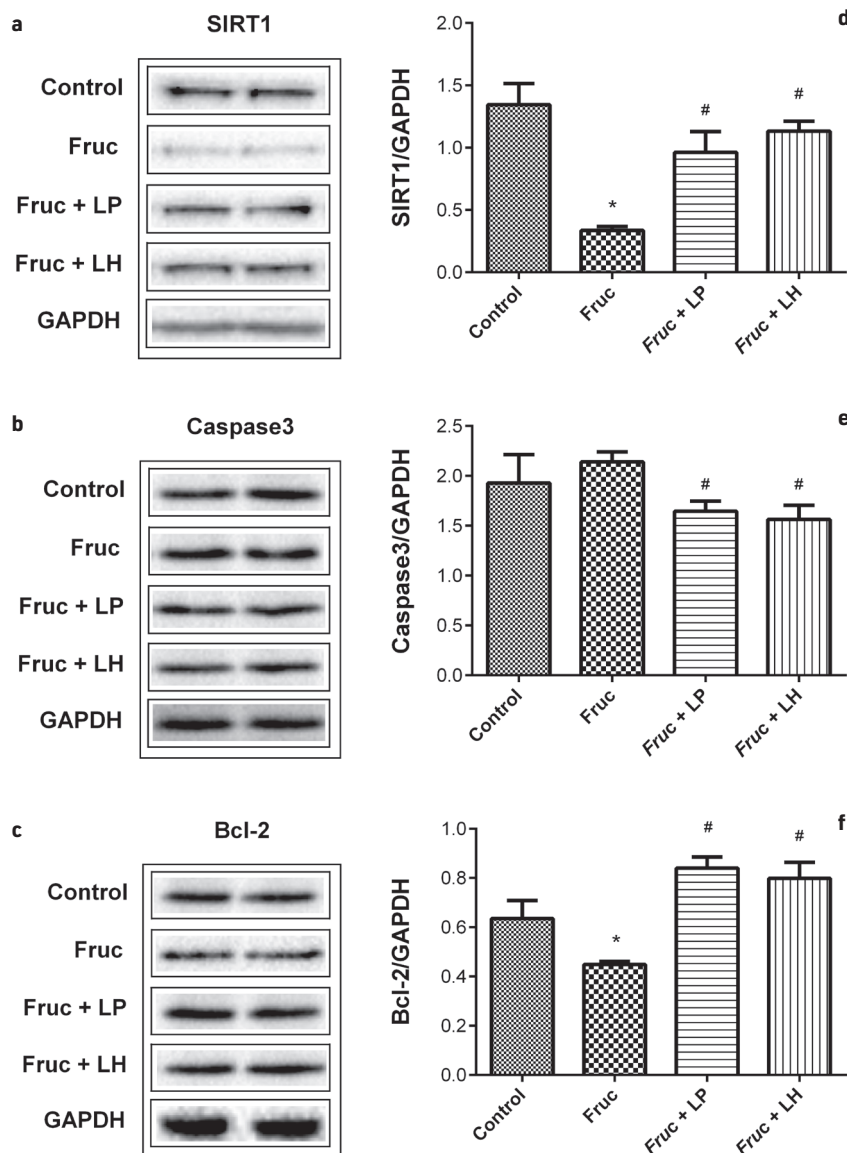 a
SIRT1
Control
Fruc
Fruc + LP
Fruc + LH
GAPDH
d
SIRT1/GAPDH
2.0
1.5
1.0
0.5
0.0
*
#
#
Control
Fruc
Fruc + LP
Fruc + LH
b
Caspase3
Control
Fruc
Fruc + LP
Fruc + LH
GAPDH
e
Caspase3/GAPDH
2.5
2.0
1.5
1.0
0.5
0.0
#
#
Control
Fruc
Fruc + LP
Fruc + LH
c
Bcl-2
Control
Fruc
Fruc + LP
Fruc + LH
GAPDH
f
Bcl-2/GAPDH
1.0
0.8
0.6
0.4
0.2
0.0
*
#
#
Control
Fruc
Fruc + LP
Fruc + LH